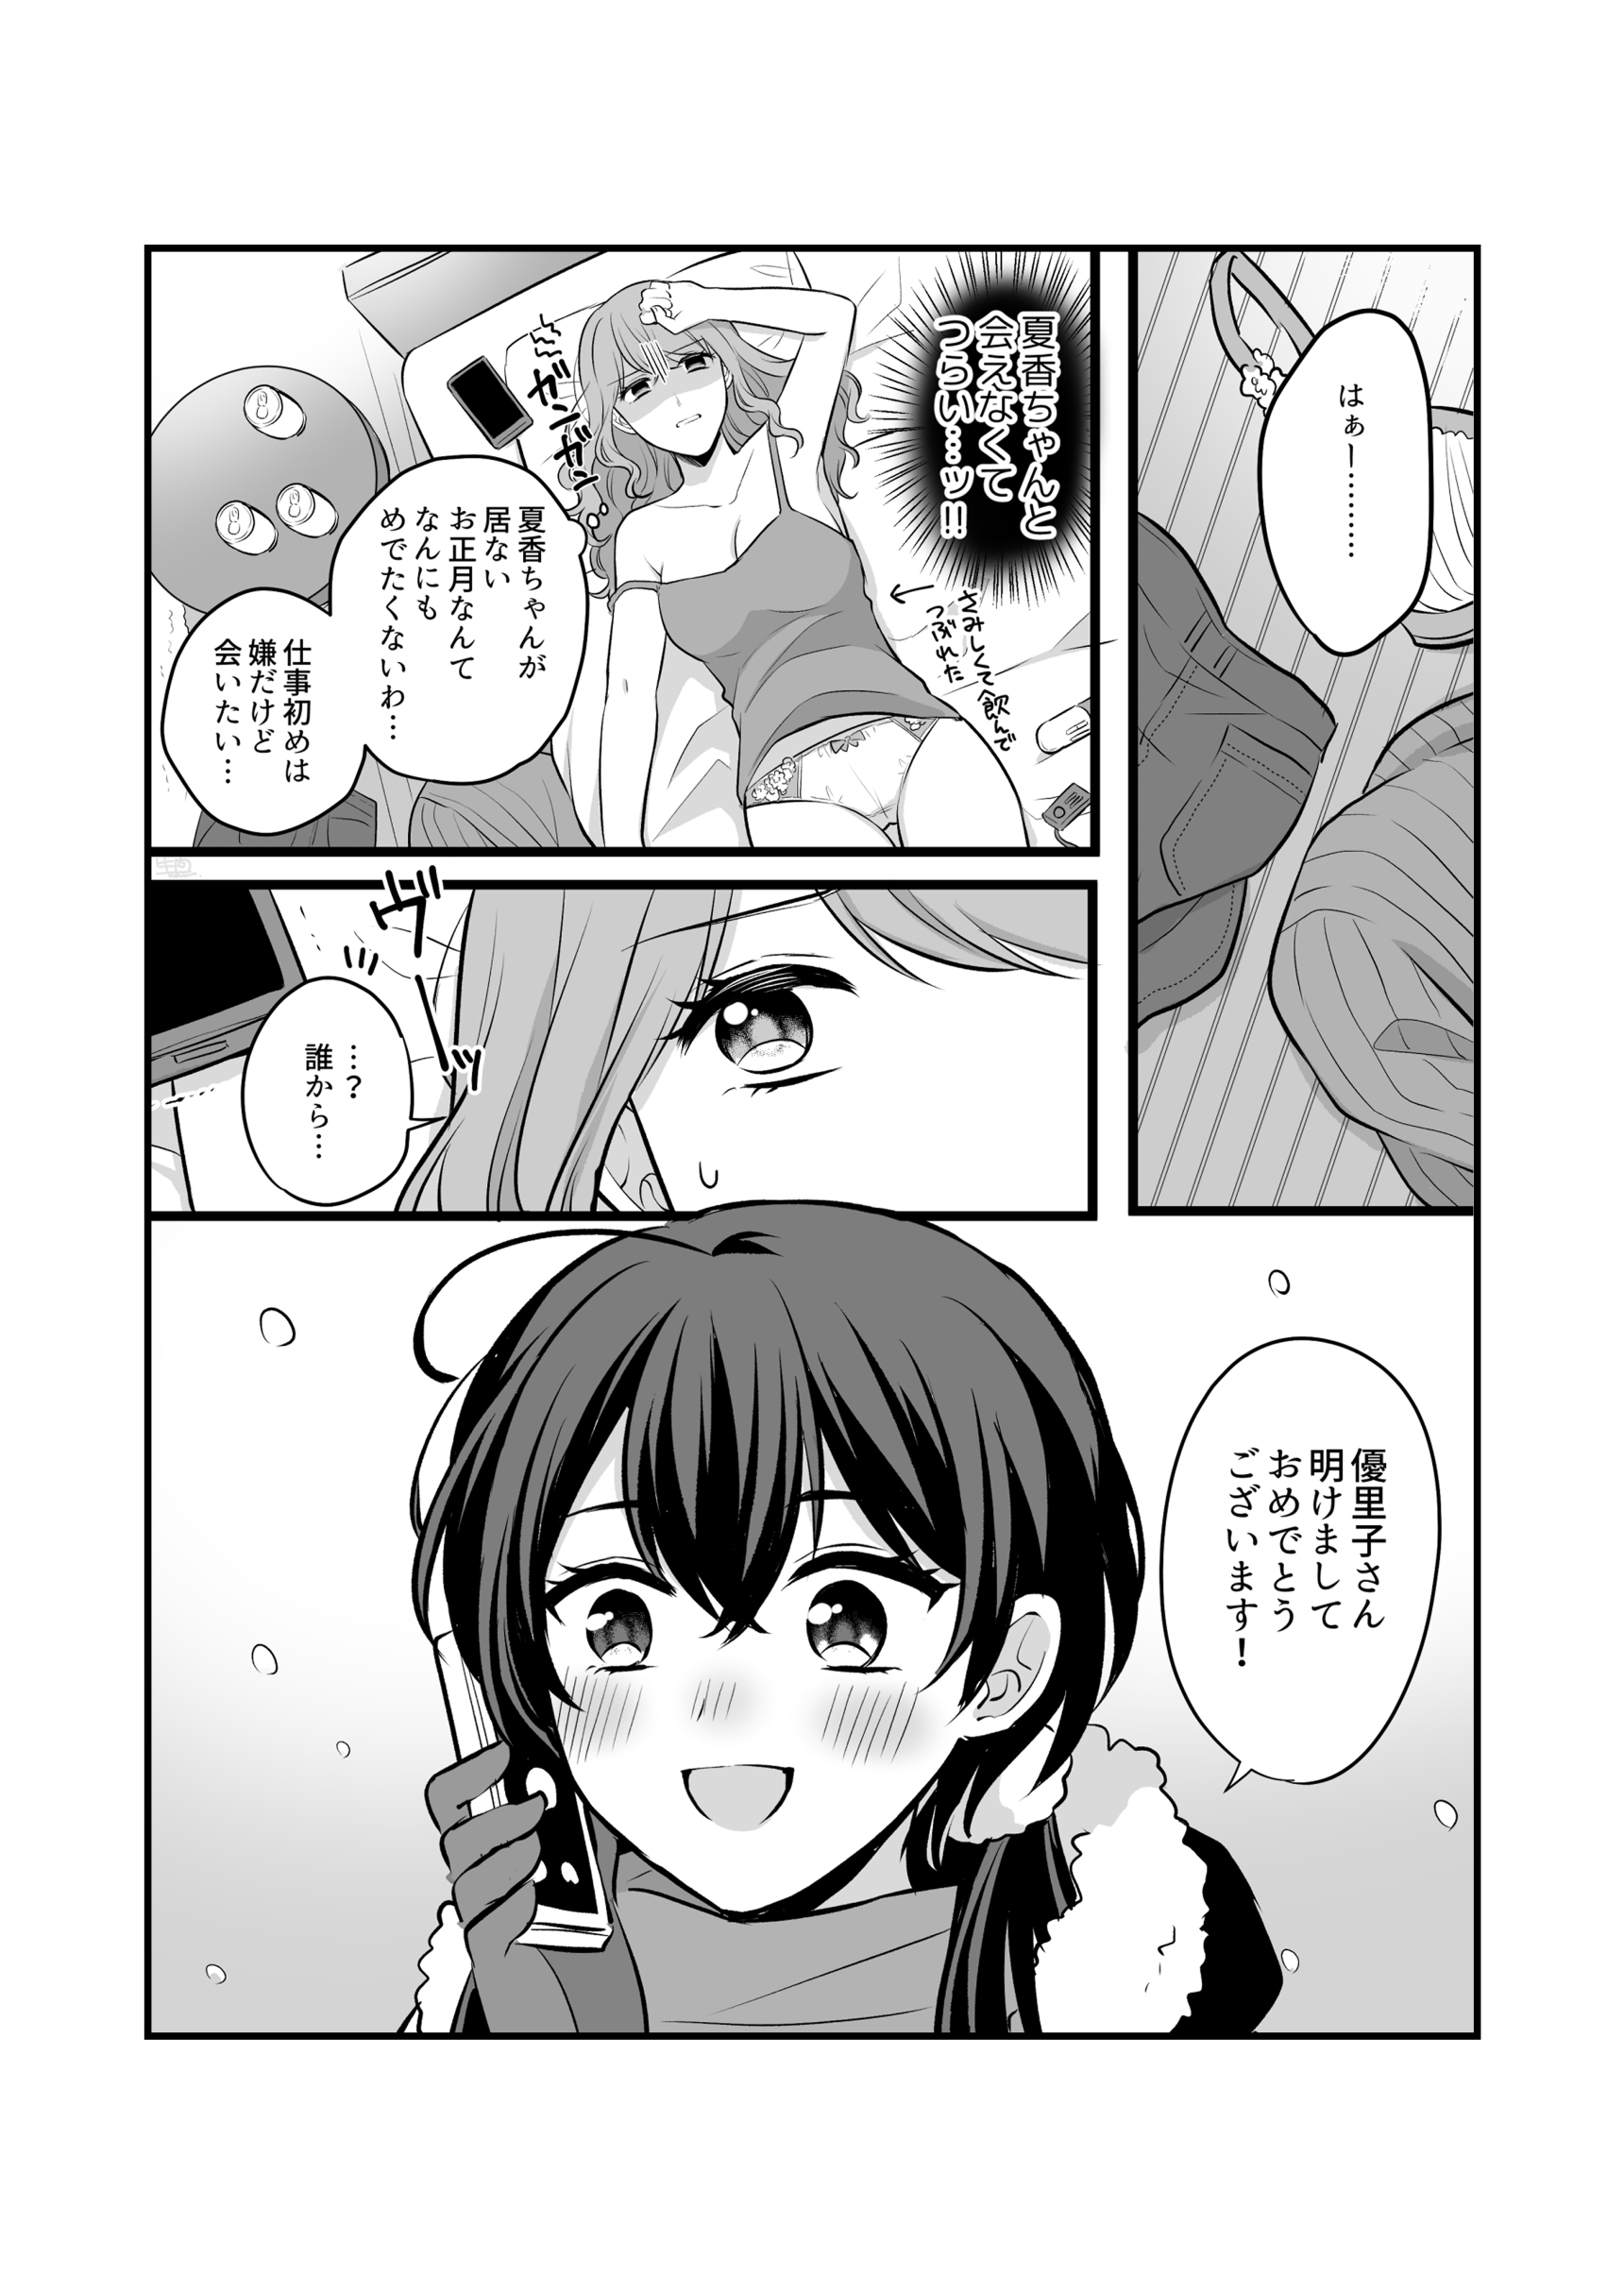 はぁー…………
夏香ちゃんと
会えなくて
つらい…ッ!!
さみしくて飲んで
つぶれた
ガンガン
夏香ちゃんが
居ない
お正月なんて
なんにも
めでたくないわ…
仕事初めは
嫌だけど
会いたい…
ヴーッ
…?
誰から…
優里子さん
明けまして
おめでとう
ございます!